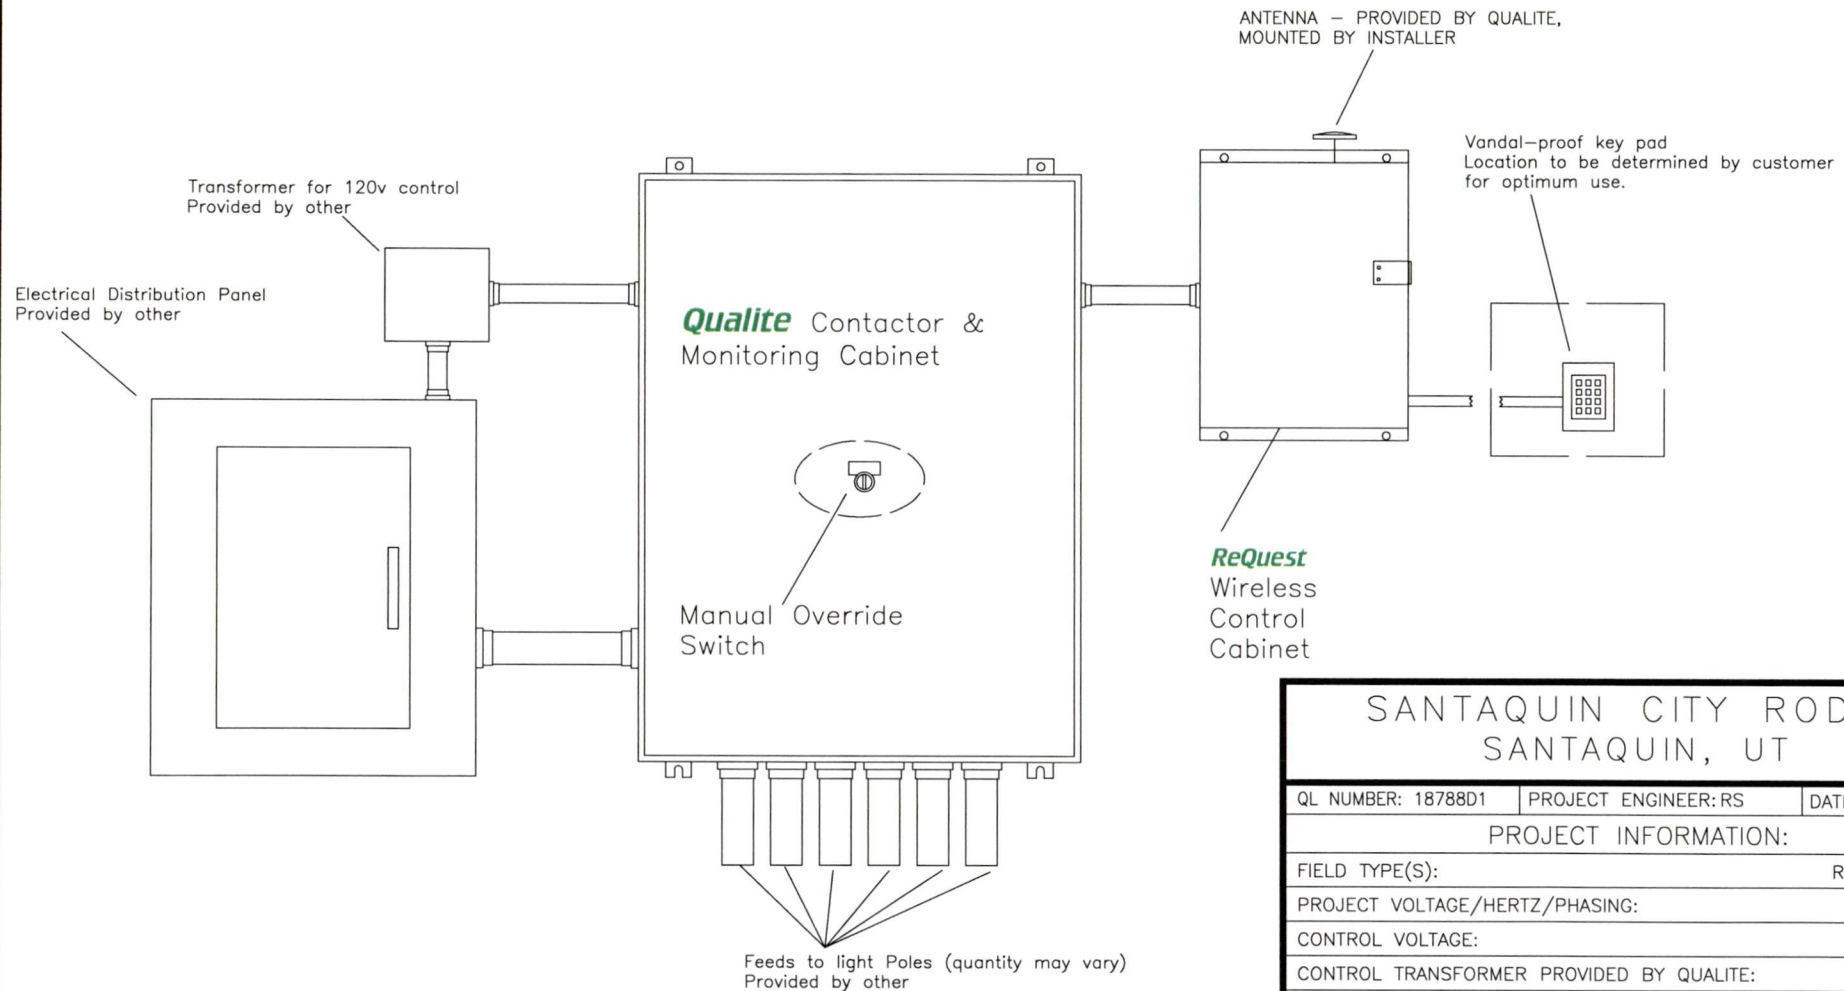 ANTENNA – PROVIDED BY QUALITE,
MOUNTED BY INSTALLER
Vandal–proof key pad
Location to be determined by customer
for optimum use.
Transformer for 120v control
Provided by other
Electrical Distribution Panel
Provided by other
Qualite Contactor &
Monitoring Cabinet
Manual Override
Switch
ReQuest
Wireless
Control
Cabinet
Feeds to light Poles (quantity may vary)
Provided by other
SANTAQUIN CITY
SANTAQUIN, UT
QL NUMBER: 18788D1 PROJECT ENGINEER: RS
PROJECT INFORMATION:
FIELD TYPE(S):
PROJECT VOLTAGE/HERTZ/PHASING:
CONTROL VOLTAGE:
CONTROL TRANSFORMER PROVIDED BY QUALITE: